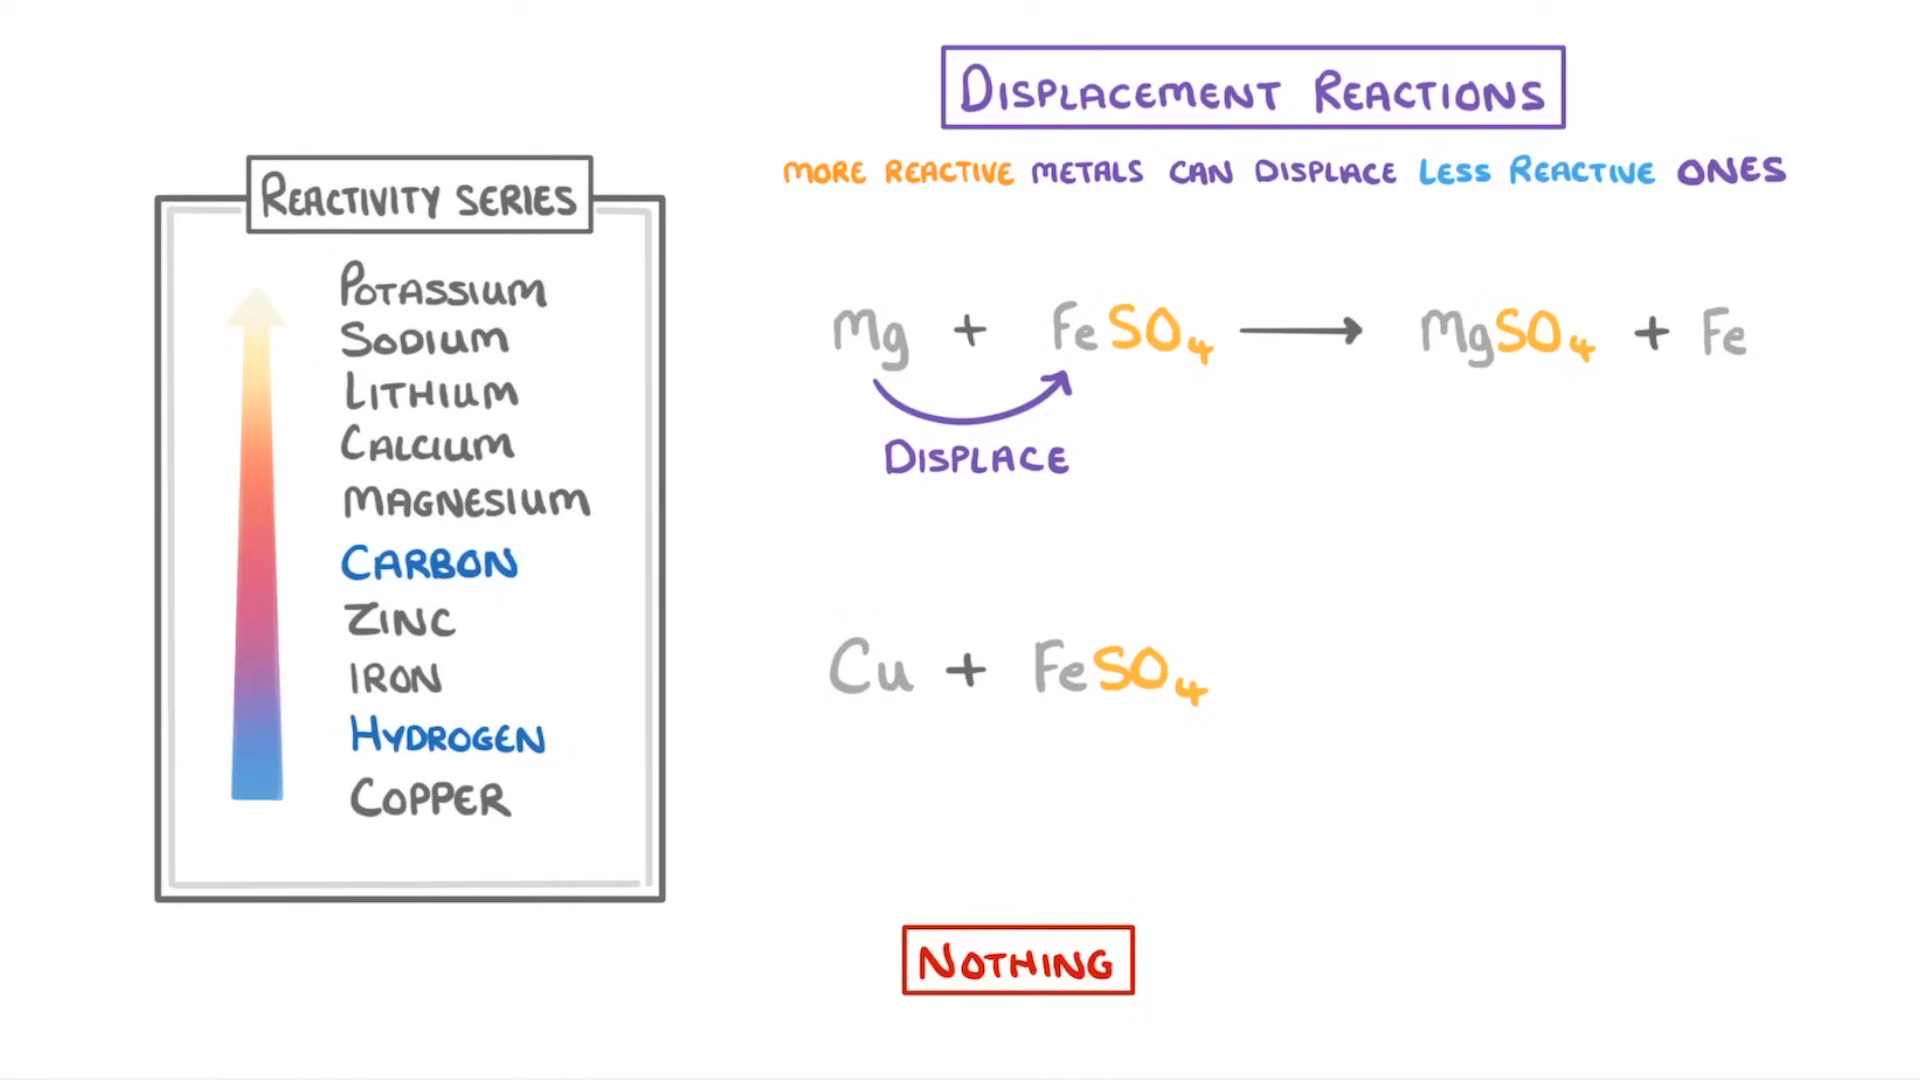 DISPLACEMENT REACTIONS
MORE REACTIVE METALS CAN DISPLACE LESS REACTIVE ONES
REACTIVITY SERIES
POTASSIUM
SODIUM
LITHIUM
CALCIUM
MAGNESIUM
CARBON
ZINC
IRON
HYDROGEN
COPPER
Mg + FeSO₄ ⟶ MgSO₄ + Fe
DISPLACE
Cu + FeSO₄
NOTHING